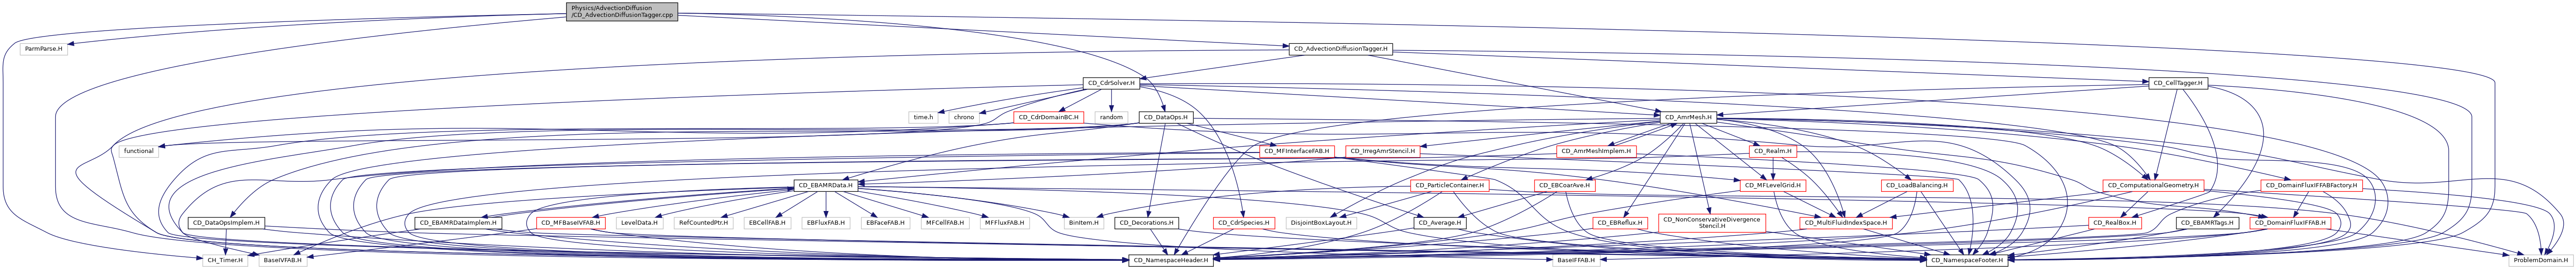 Physics/AdvectionDiffusion
/CD_AdvectionDiffusionTagger.cpp
ParmParse.H
CD_AdvectionDiffusionTagger.H
CD_CdrSolver.H
CD_CellTagger.H
time.h
chrono
CD_CdrDomainBC.H
random
CD_DataOps.H
CD_AmrMesh.H
functional
CD_MFInterfaceFAB.H
CD_IrregAmrStencil.H
CD_AmrMeshImplem.H
CD_Realm.H
CD_EBAMRData.H
CD_ParticleContainer.H
CD_EBCoarAve.H
CD_MFLevelGrid.H
CD_LoadBalancing.H
CD_ComputationalGeometry.H
CD_DomainFluxIFFABFactory.H
CD_DataOpsImplem.H
CD_EBAMRDataImplem.H
CD_MFBaseIVFAB.H
LevelData.H
RefCountedPtr.H
EBCellFAB.H
EBFluxFAB.H
EBFaceFAB.H
MFCellFAB.H
MFFluxFAB.H
BinItem.H
CD_Decorations.H
CD_CdrSpecies.H
DisjointBoxLayout.H
CD_Average.H
CD_EBReflux.H
CD_NonConservativeDivergence
Stencil.H
CD_MultiFluidIndexSpace.H
CD_RealBox.H
CD_EBAMRTags.H
CD_DomainFluxIFFAB.H
CH_Timer.H
BaseIVFAB.H
CD_NamespaceHeader.H
BaseIFFAB.H
CD_NamespaceFooter.H
ProblemDomain.H